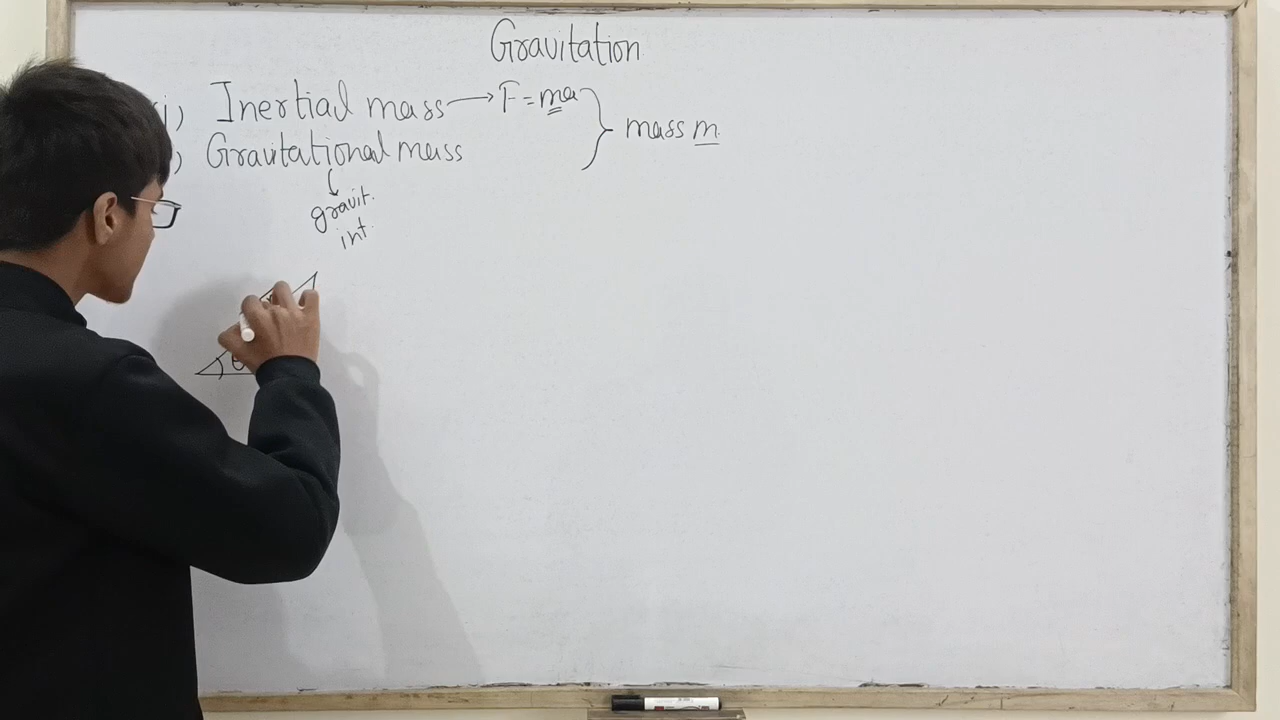 Gravitation
i) Inertial mass → F = ma } mass m
) Gravitational mass
gravit.
int.
θ